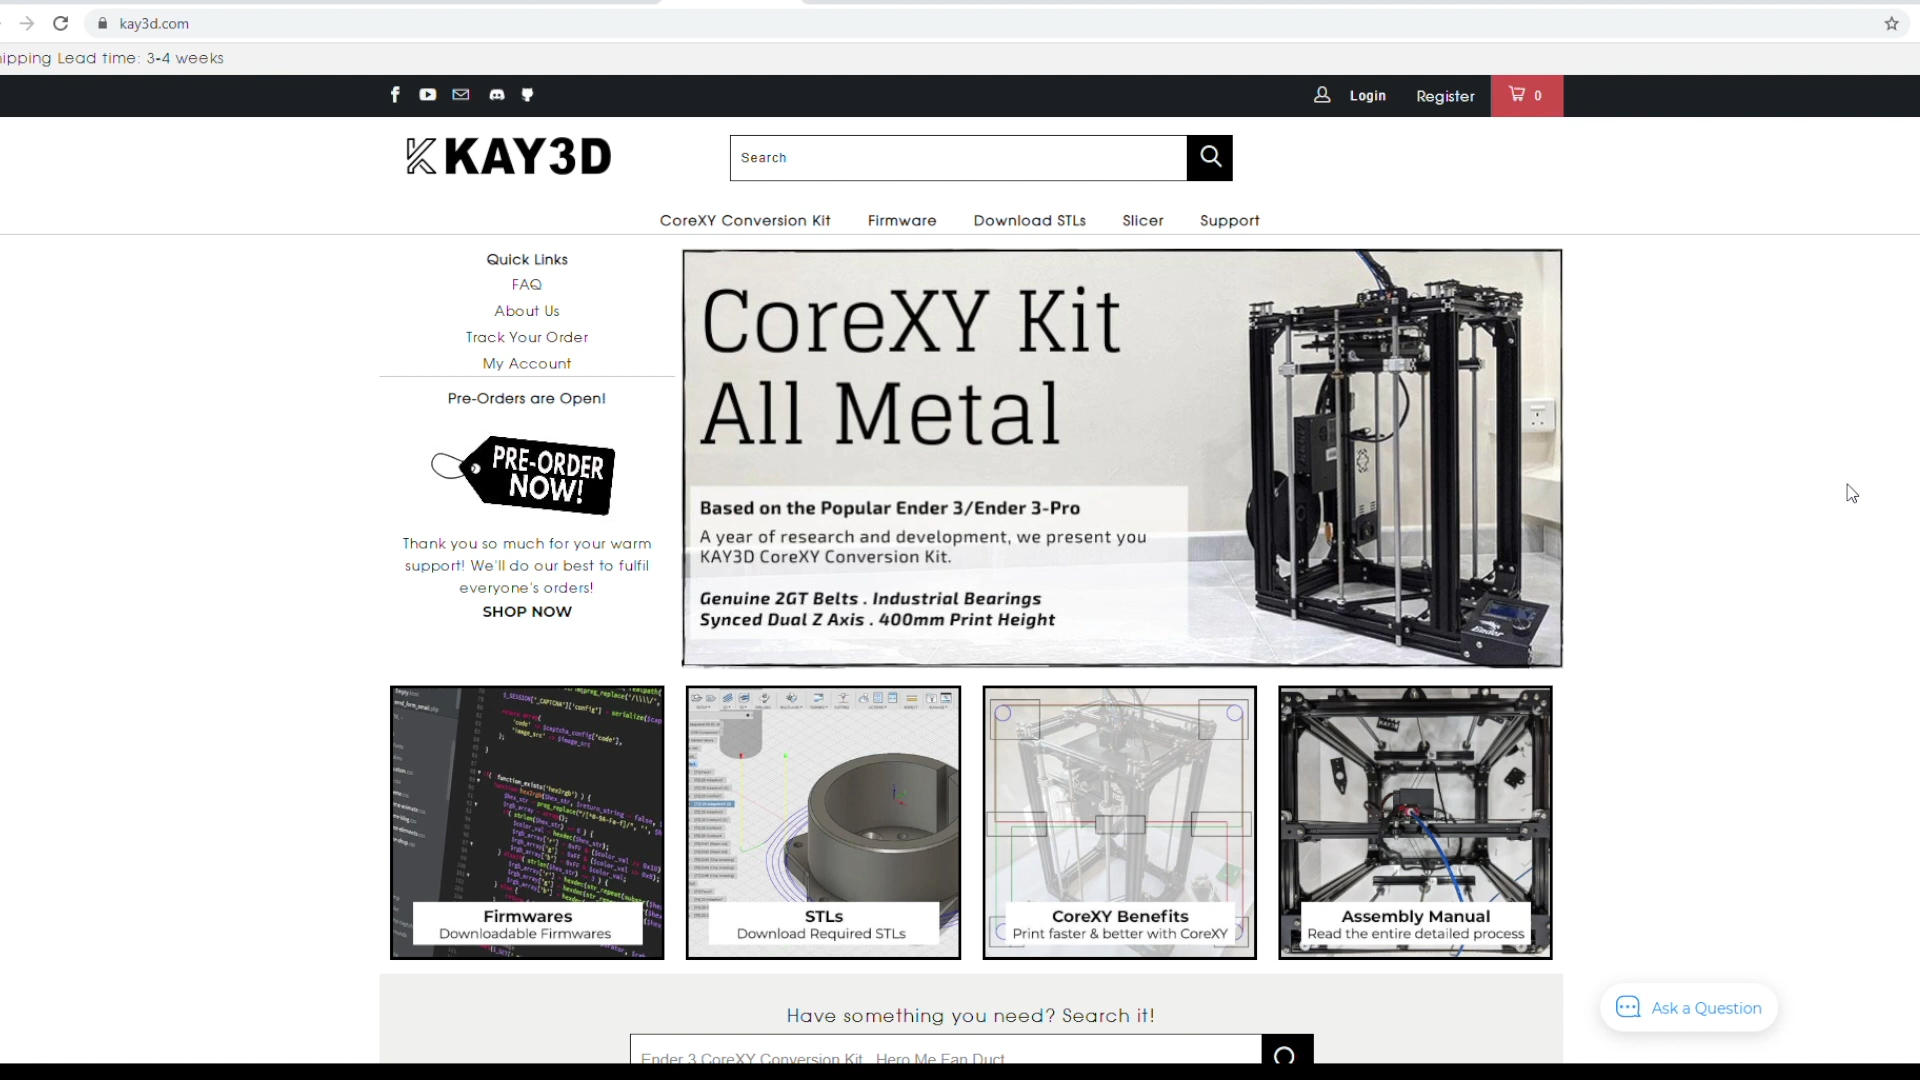 kay3d.com
Shipping Lead time: 3-4 weeks
Login
Register
0
KAY3D
Search
CoreXY Conversion Kit
Firmware
Download STLs
Slicer
Support
Quick Links
FAQ
About Us
Track Your Order
My Account
Pre-Orders are Open!
PRE-ORDER
NOW!
Thank you so much for your warm
support! We'll do our best to fulfil
everyone's orders!
SHOP NOW
CoreXY Kit
All Metal
Based on the Popular Ender 3/Ender 3-Pro
A year of research and development, we present you
KAY3D CoreXY Conversion Kit.
Genuine 2GT Belts . Industrial Bearings
Synced Dual Z Axis . 400mm Print Height
Ender
Firmwares
Downloadable Firmwares
STLs
Download Required STLs
CoreXY Benefits
Print faster & better with CoreXY
Assembly Manual
Read the entire detailed process
Have something you need? Search it!
Ender 3 CoreXY Conversion Kit, Hero Me Fan Duct
Ask a Question